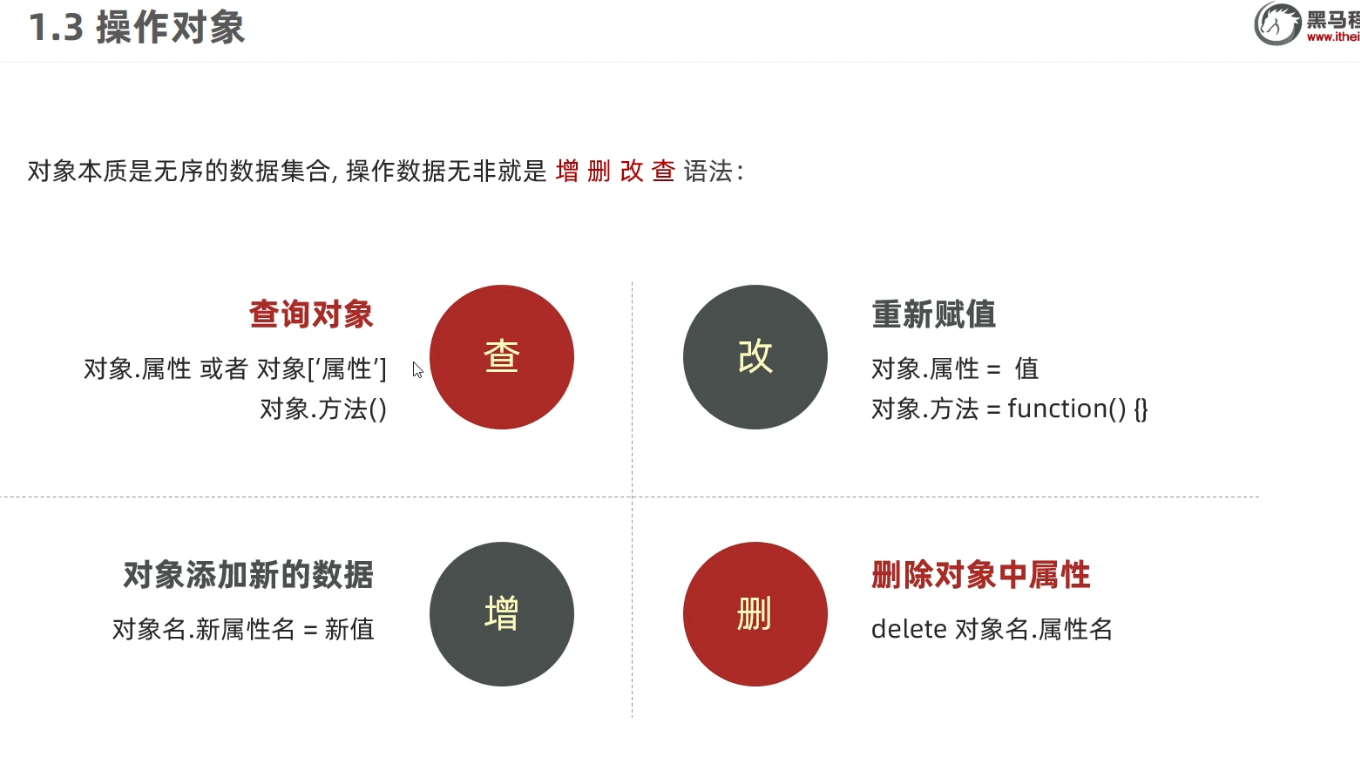 1.3 操作对象
黑马程
www.ithei
对象本质是无序的数据集合, 操作数据无非就是 增 删 改 查 语法：
查询对象
对象.属性 或者 对象[‘属性’]
对象.方法()
查
改
重新赋值
对象.属性 = 值
对象.方法 = function() {}
对象添加新的数据
对象名.新属性名 = 新值
增
删
删除对象中属性
delete 对象名.属性名